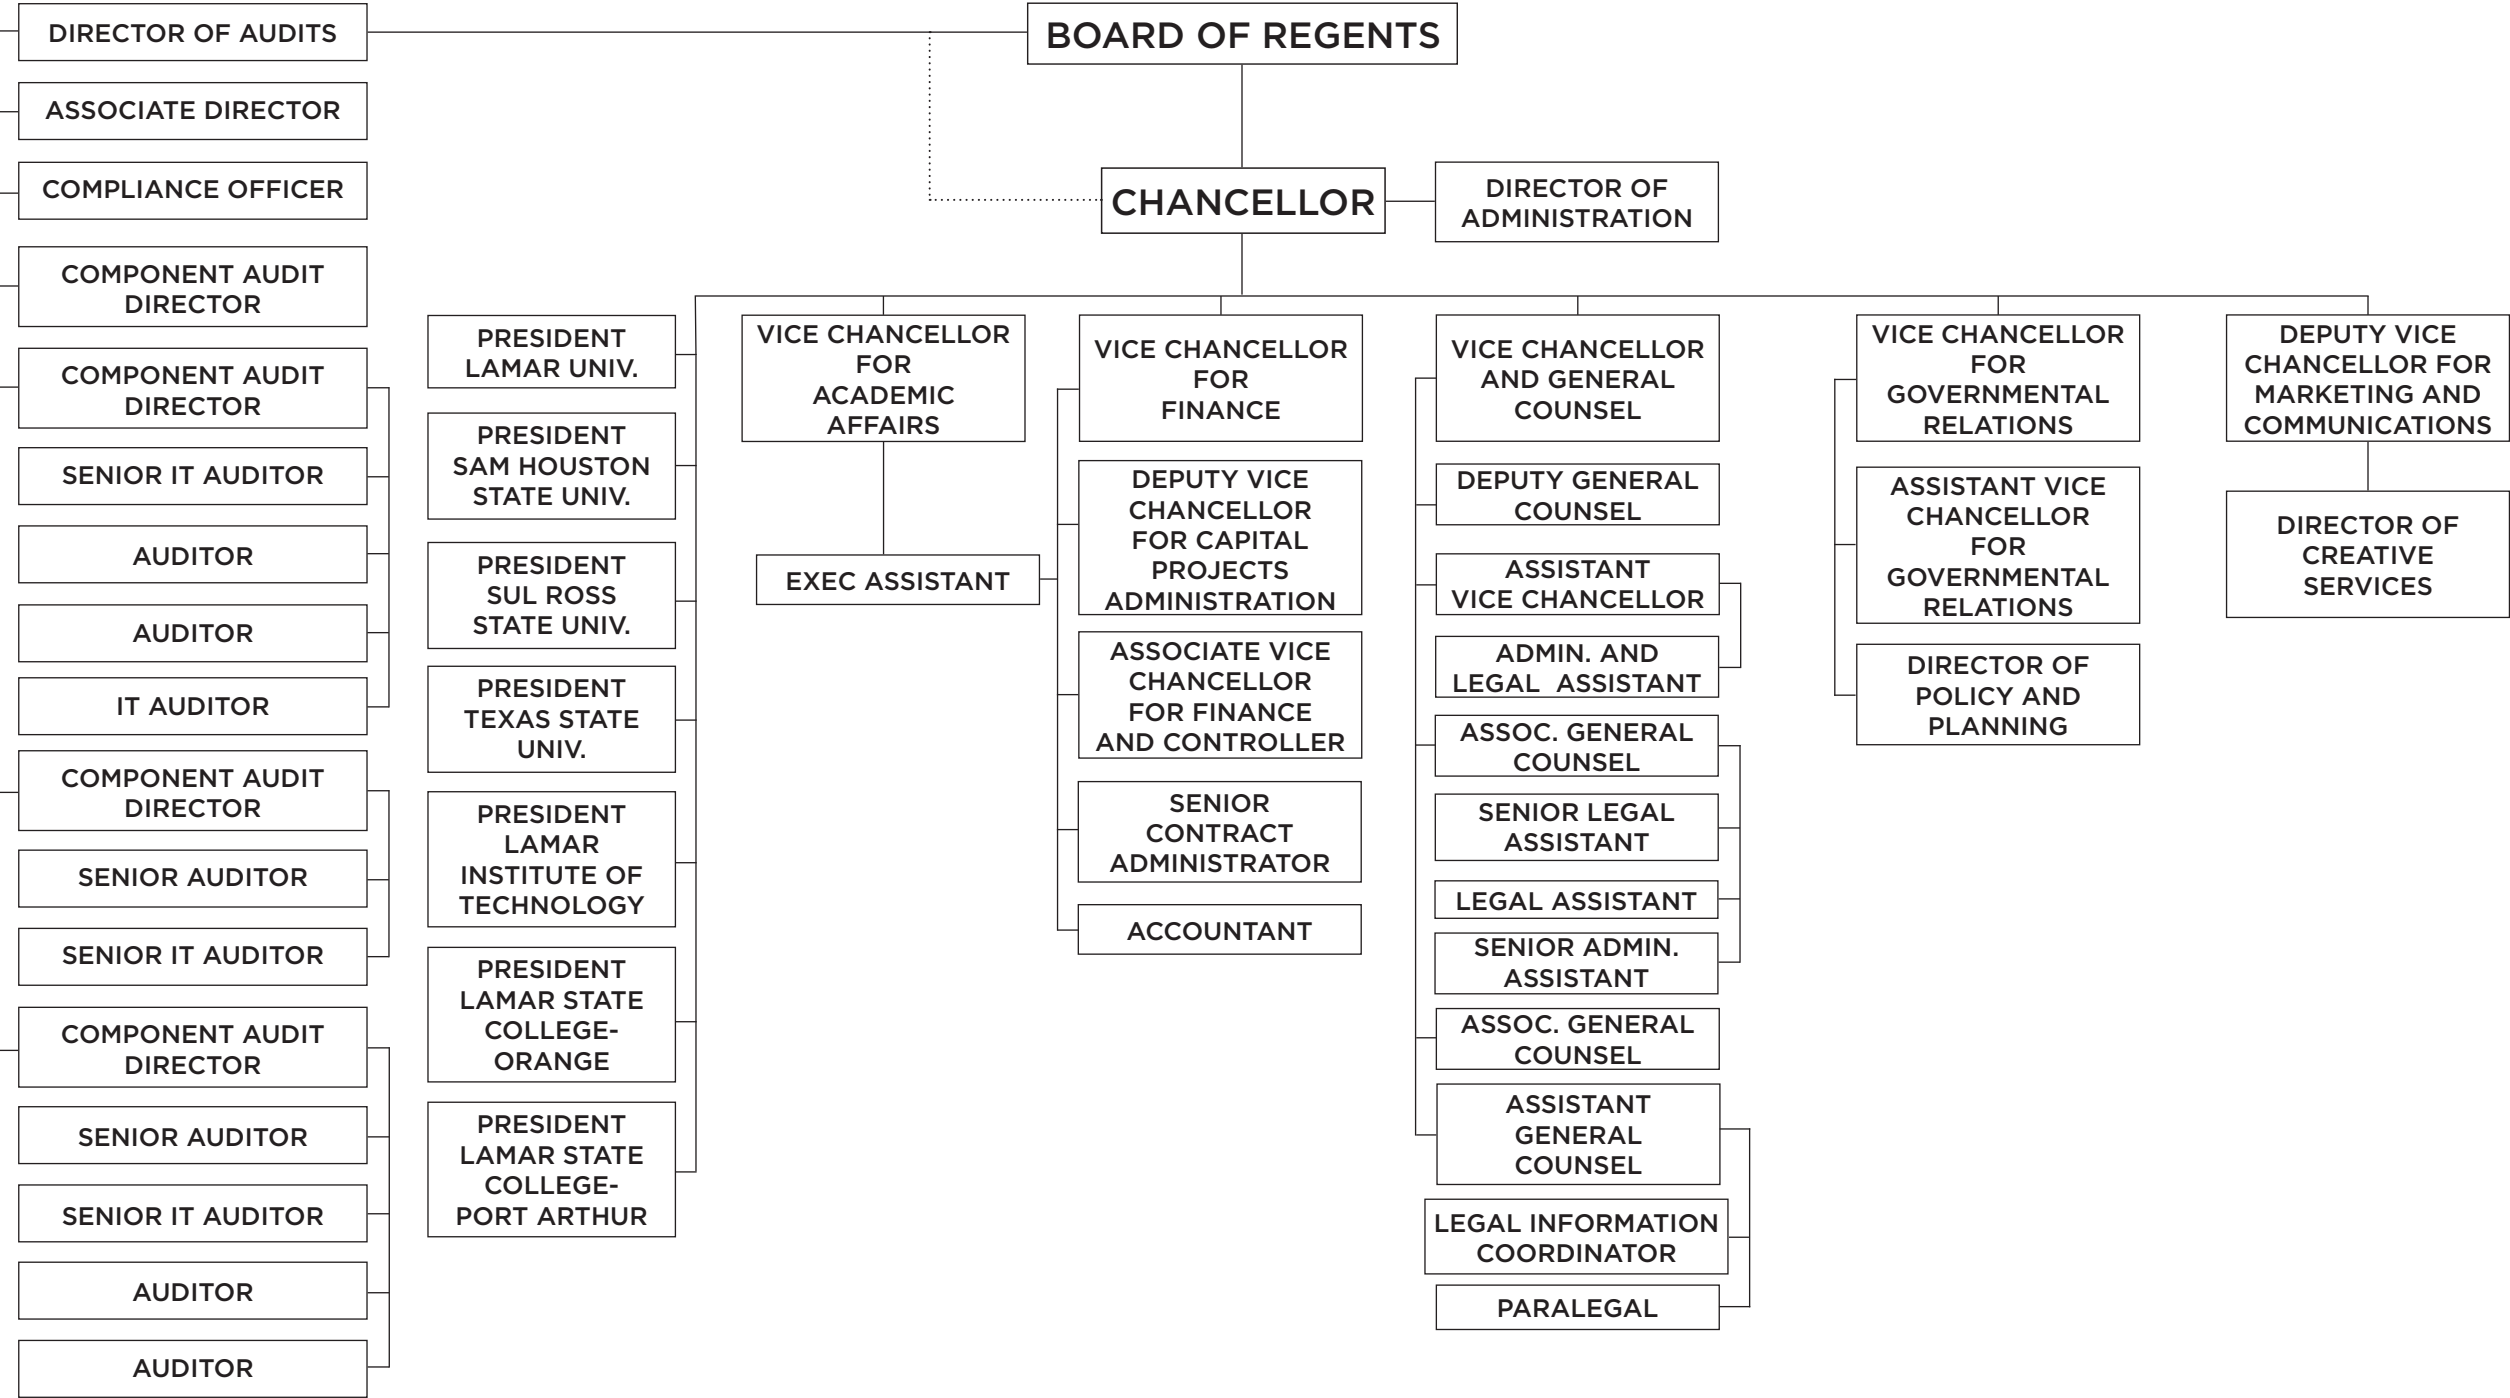 DIRECTOR OF AUDITS
ASSOCIATE DIRECTOR
COMPLIANCE OFFICER
COMPONENT AUDIT
DIRECTOR
COMPONENT AUDIT
DIRECTOR
SENIOR IT AUDITOR
AUDITOR
AUDITOR
IT AUDITOR
COMPONENT AUDIT
DIRECTOR
SENIOR AUDITOR
SENIOR IT AUDITOR
COMPONENT AUDIT
DIRECTOR
SENIOR AUDITOR
SENIOR IT AUDITOR
AUDITOR
AUDITOR
BOARD OF REGENTS
CHANCELLOR
DIRECTOR OF
ADMINISTRATION
PRESIDENT
LAMAR UNIV.
PRESIDENT
SAM HOUSTON
STATE UNIV.
PRESIDENT
SUL ROSS
STATE UNIV.
PRESIDENT
TEXAS STATE
UNIV.
PRESIDENT
LAMAR
INSTITUTE OF
TECHNOLOGY
PRESIDENT
LAMAR STATE
COLLEGE-
ORANGE
PRESIDENT
LAMAR STATE
COLLEGE-
PORT ARTHUR
VICE CHANCELLOR
FOR
ACADEMIC
AFFAIRS
EXEC ASSISTANT
VICE CHANCELLOR
FOR
FINANCE
DEPUTY VICE
CHANCELLOR
FOR CAPITAL
PROJECTS
ADMINISTRATION
ASSOCIATE VICE
CHANCELLOR
FOR FINANCE
AND CONTROLLER
SENIOR
CONTRACT
ADMINISTRATOR
ACCOUNTANT
VICE CHANCELLOR
AND GENERAL
COUNSEL
DEPUTY GENERAL
COUNSEL
ASSISTANT
VICE CHANCELLOR
ADMIN. AND
LEGAL ASSISTANT
ASSOC. GENERAL
COUNSEL
SENIOR LEGAL
ASSISTANT
LEGAL ASSISTANT
SENIOR ADMIN.
ASSISTANT
ASSOC. GENERAL
COUNSEL
ASSISTANT
GENERAL
COUNSEL
LEGAL INFORMATION
COORDINATOR
PARALEGAL
VICE CHANCELLOR
FOR
GOVERNMENTAL
RELATIONS
ASSISTANT VICE
CHANCELLOR
FOR
GOVERNMENTAL
RELATIONS
DIRECTOR OF
POLICY AND
PLANNING
DEPUTY VICE
CHANCELLOR FOR
MARKETING AND
COMMUNICATIONS
DIRECTOR OF
CREATIVE
SERVICES